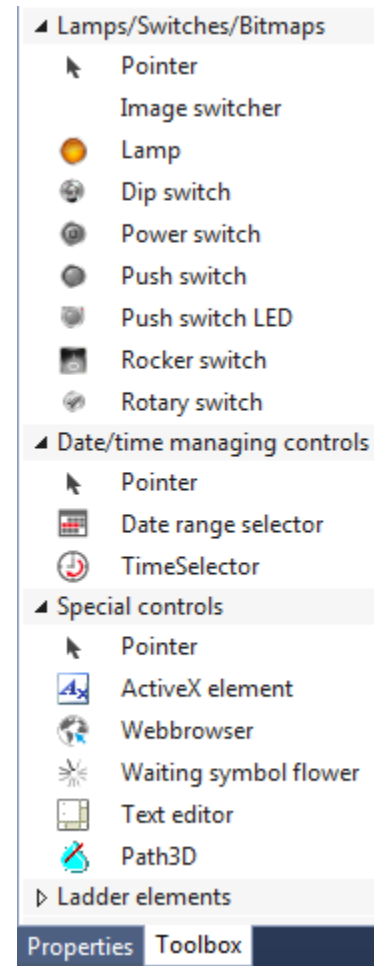 Lamps/Switches/Bitmaps
Pointer
Image switcher
Lamp
Dip switch
Power switch
Push switch
Push switch LED
Rocker switch
Rotary switch
Date/time managing controls
Pointer
Date range selector
TimeSelector
Special controls
Pointer
ActiveX element
Webbrowser
Waiting symbol flower
Text editor
Path3D
Ladder elements
Properties Toolbox